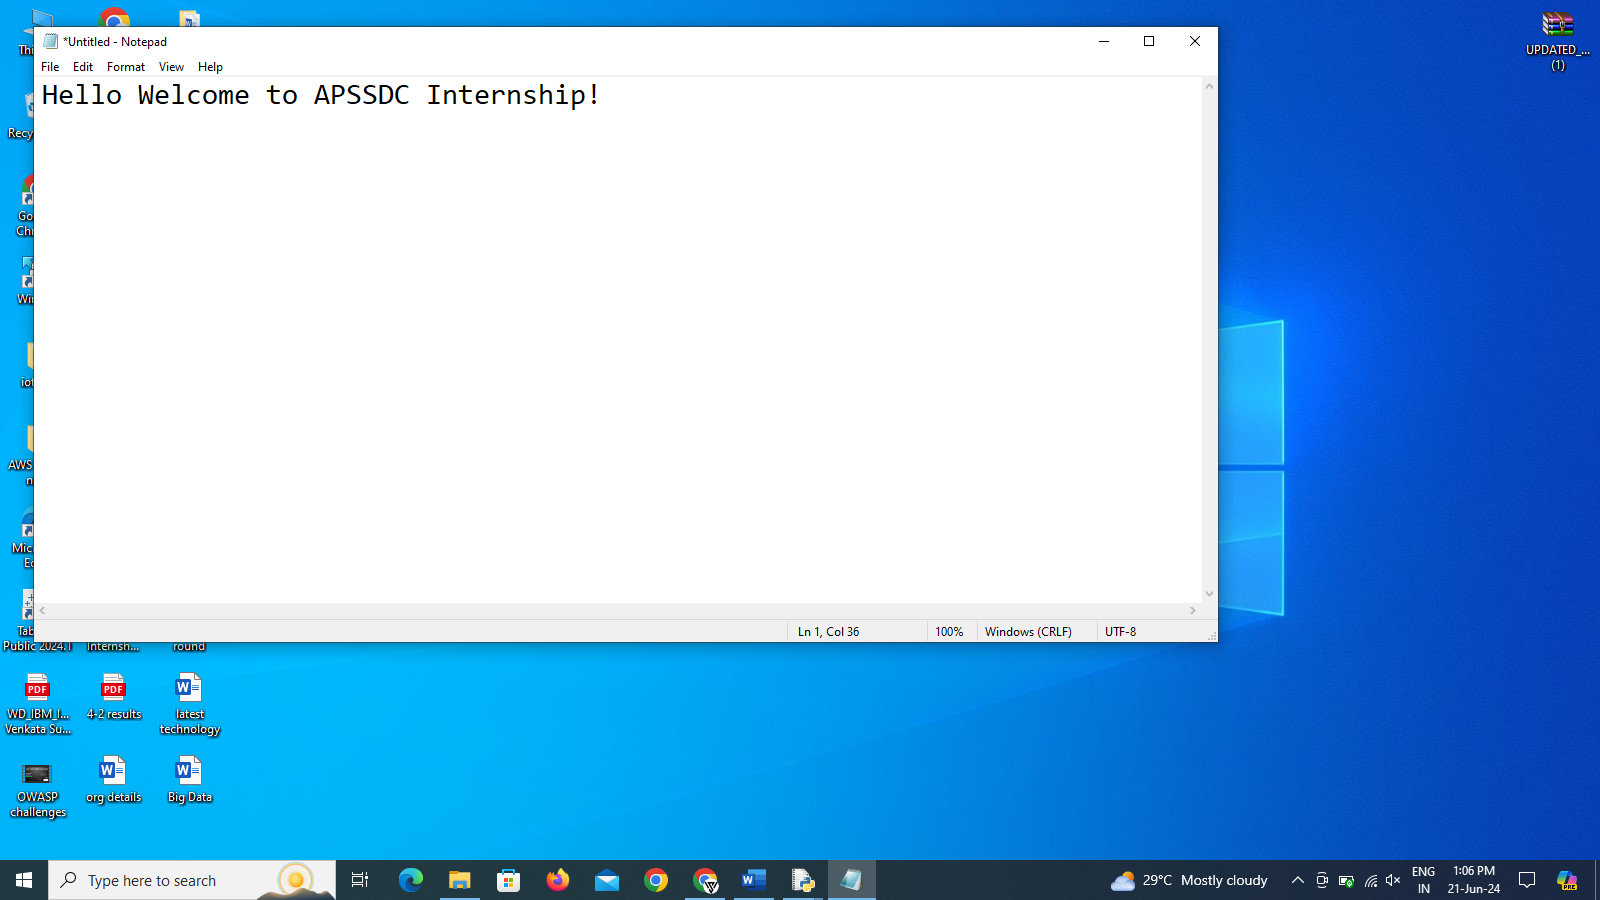 *Untitled - Notepad
File Edit Format View Help
Hello Welcome to APSSDC Internship!
Ln 1, Col 36 100% Windows (CRLF) UTF-8
UPDATED_...
(1)
Public 2024.1
Internsh...
round
WD_IBM_I...
Venkata Su...
4-2 results
latest
technology
OWASP
challenges
org details
Big Data
Type here to search
29°C Mostly cloudy
ENG
IN
1:06 PM
21-Jun-24